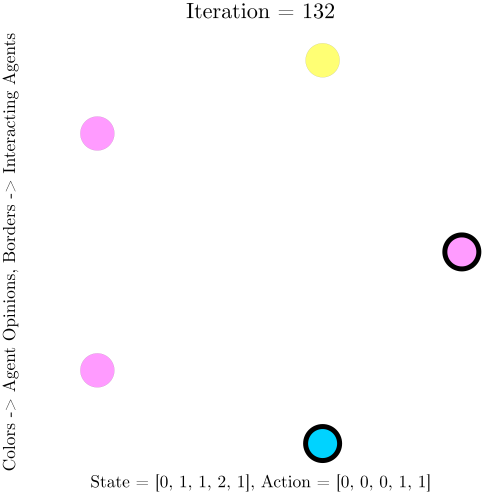 Iteration = 132
Colors -> Agent Opinions, Borders -> Interacting Agents
State = [0, 1, 1, 2, 1], Action = [0, 0, 0, 1, 1]